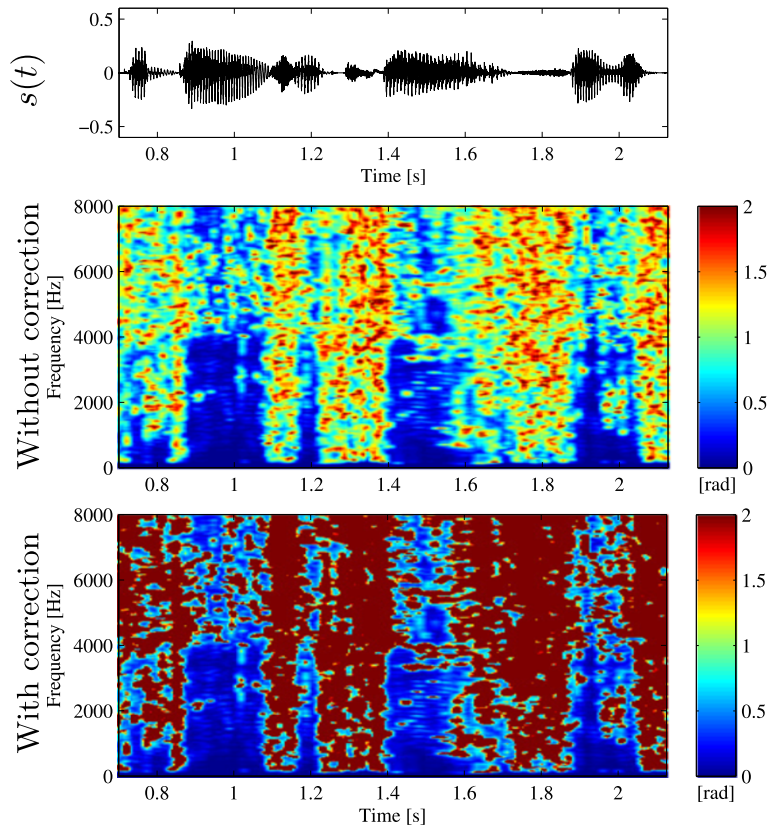 s(t)
0.5
0
−0.5
0.8 1 1.2 1.4 1.6 1.8 2
Time [s]
Without correction
Frequency [Hz]
8000
6000
4000
2000
0
0.8 1 1.2 1.4 1.6 1.8 2
2
1.5
1
0.5
0
[rad]
With correction
Frequency [Hz]
8000
6000
4000
2000
0
0.8 1 1.2 1.4 1.6 1.8 2
Time [s]
2
1.5
1
0.5
0
[rad]